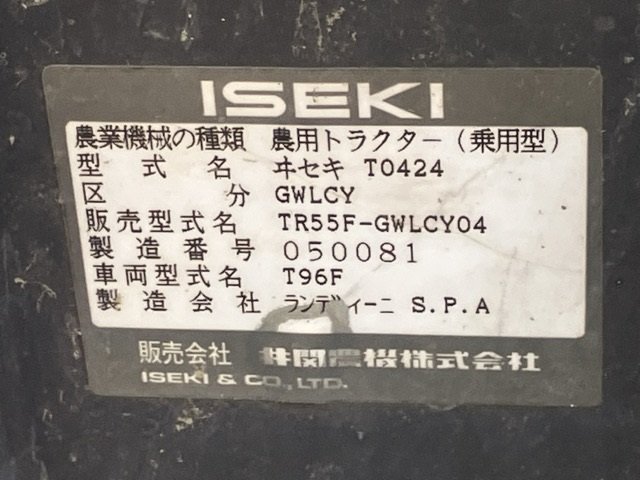 ISEKI
農業機械の種類 農用トラクター(乗用型)
型式名 ヰセキ T0424
区分 GWLCY
販売型式名 TR55F-GWLCY04
製造番号 050081
車両型式名 T96F
製造会社 ランディーニ S.P.A
販売会社 井関農機株式会社
ISEKI & CO., LTD.